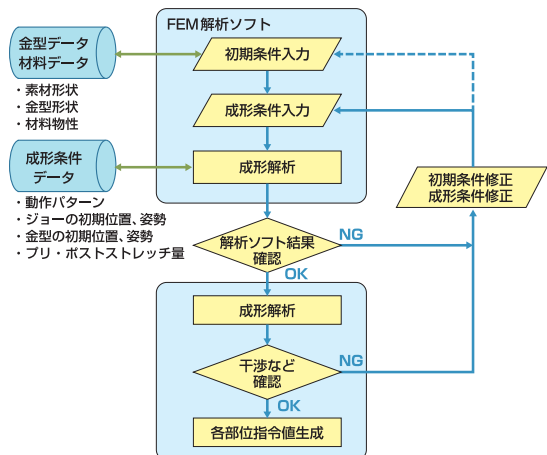 FEM解析ソフト
金型データ
材料データ
・素材形状
・金型形状
・材料物性
初期条件入力
成形条件入力
成形条件
データ
・動作パターン
・ジョーの初期位置、姿勢
・金型の初期位置、姿勢
・プリ・ポストストレッチ量
成形解析
初期条件修正
成形条件修正
解析ソフト結果
確認
NG
OK
成形解析
干渉など
確認
NG
OK
各部位指令値生成